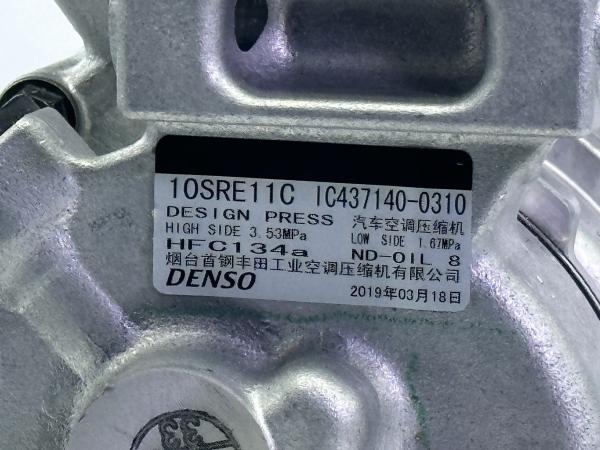 10SRE11C IC437140-0310
DESIGN PRESS 汽车空调压缩机
HIGH SIDE 3.53MPa LOW SIDE 1.67MPa
HFC134a ND-OIL 8
烟台首钢丰田工业空调压缩机有限公司
DENSO 2019年03月18日
33